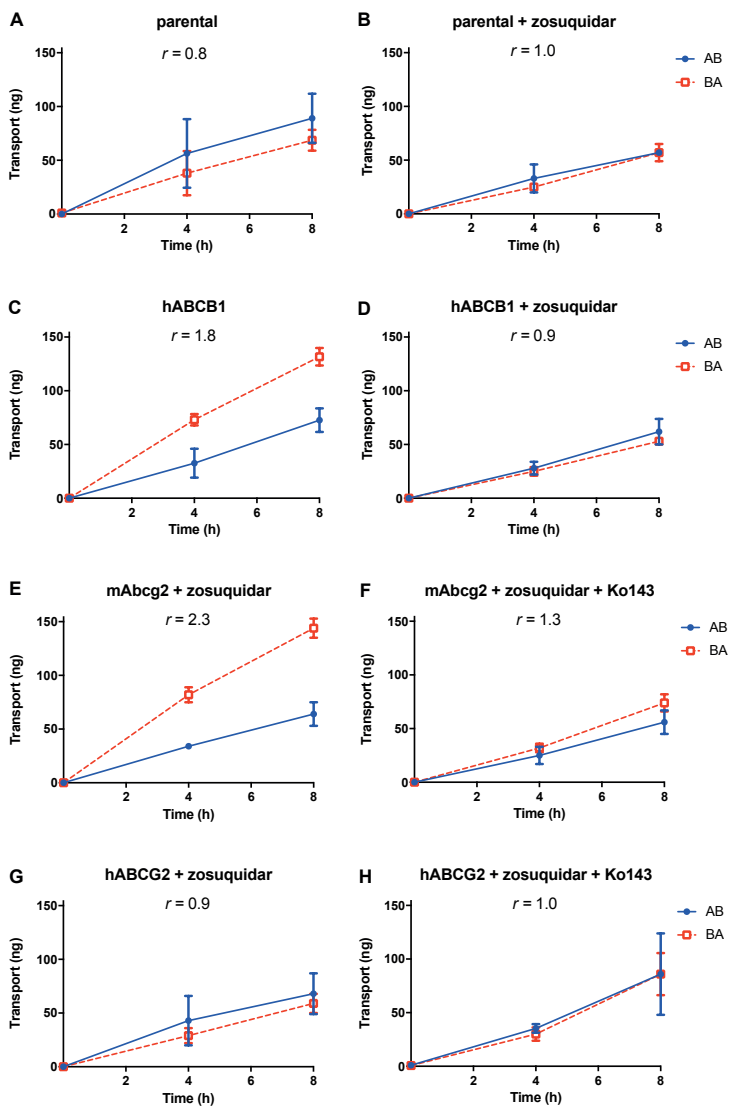 A
parental
r = 0.8
Transport (ng)
150
100
50
0
2
4
6
8
Time (h)
B
parental + zosuquidar
r = 1.0
Transport (ng)
150
100
50
0
2
4
6
8
Time (h)
AB
BA
C
hABCB1
r = 1.8
Transport (ng)
150
100
50
0
2
4
6
8
Time (h)
D
hABCB1 + zosuquidar
r = 0.9
Transport (ng)
150
100
50
0
2
4
6
8
Time (h)
AB
BA
E
mAbcg2 + zosuquidar
r = 2.3
Transport (ng)
150
100
50
0
2
4
6
8
Time (h)
F
mAbcg2 + zosuquidar + Ko143
r = 1.3
Transport (ng)
150
100
50
0
2
4
6
8
Time (h)
AB
BA
G
hABCG2 + zosuquidar
r = 0.9
Transport (ng)
150
100
50
0
2
4
6
8
Time (h)
H
hABCG2 + zosuquidar + Ko143
r = 1.0
Transport (ng)
150
100
50
0
2
4
6
8
Time (h)
AB
BA